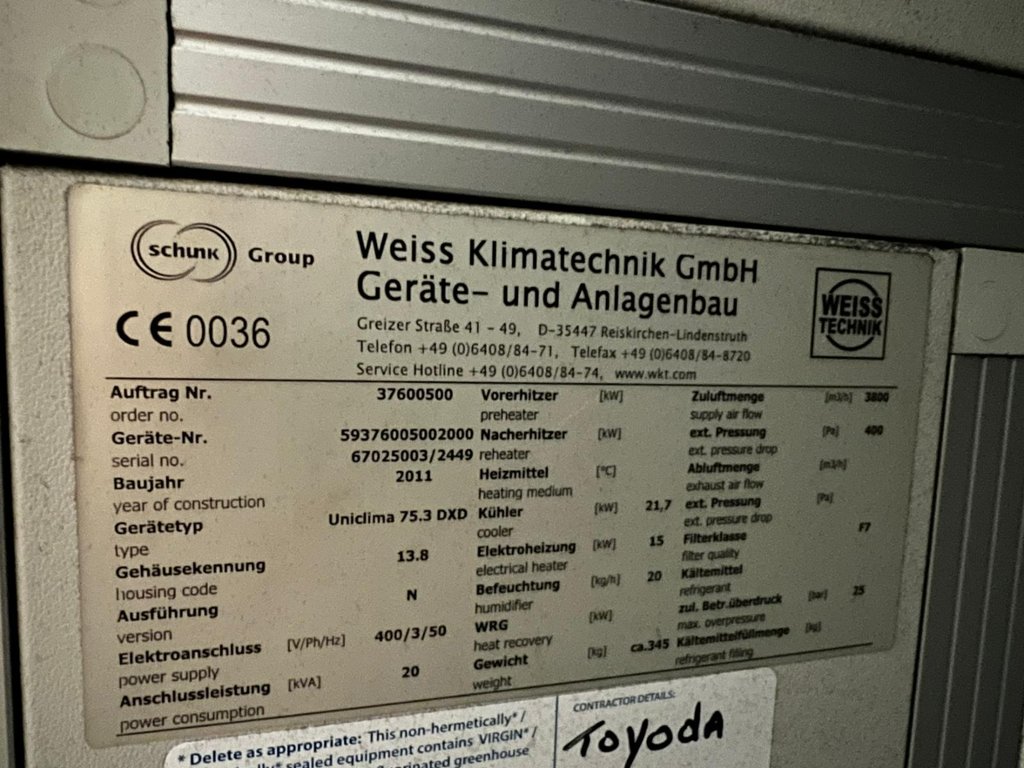 schunk Group
Weiss Klimatechnik GmbH
Geräte- und Anlagenbau
WEISS
TECHNIK
CE 0036
Greizer Straße 41 - 49, D-35447 Reiskirchen-Lindenstruth
Telefon +49 (0)6408/84-71, Telefax +49 (0)6408/84-8720
Service Hotline +49 (0)6408/84-74, www.wkt.com
Auftrag Nr. 37600500
order no.
Geräte-Nr. 59376005002000
serial no. 67025003/2449
Baujahr 2011
year of construction
Gerätetyp Uniclima 75.3 DXD
type
Gehäusekennung 13.8
housing code
Ausführung N
version
Elektroanschluss [V/Ph/Hz] 400/3/50
power supply
Anschlussleistung [kVA] 20
power consumption
Vorerhitzer [kW]
preheater
Nacherhitzer [kW]
reheater
Heizmittel [°C]
heating medium
Kühler [kW] 21,7
cooler
Elektroheizung [kW] 15
electrical heater
Befeuchtung [kg/h] 20
humidifier
WRG [kW]
heat recovery
Gewicht [kg] ca.345
weight
Zuluftmenge [m3/h] 3800
supply air flow
ext. Pressung [Pa] 400
ext. pressure drop
Abluftmenge [m3/h]
exhaust air flow
ext. Pressung [Pa]
ext. pressure drop
Filterklasse F7
filter quality
Kältemittel
refrigerant
zul. Betr.überdruck [bar] 25
max. overpressure
Kältemittelfüllmenge [kg]
refrigerant filling
* Delete as appropriate: This non-hermetically* /
sealed equipment contains VIRGIN* /
greenhouse
CONTRACTOR DETAILS:
TOYODA